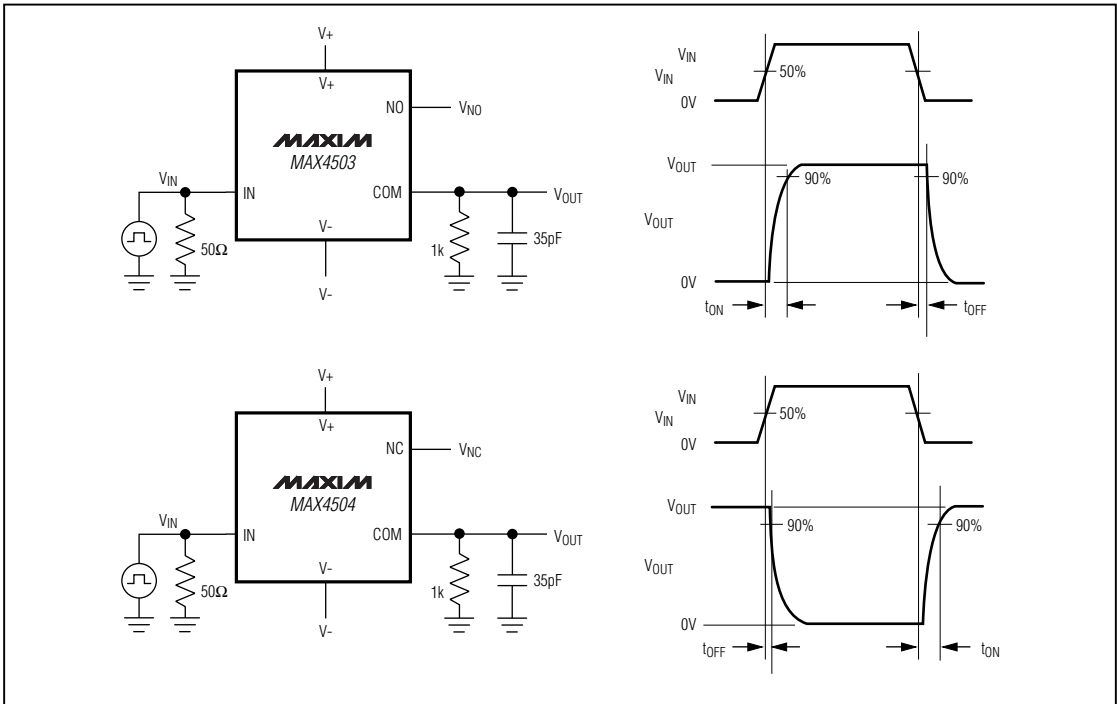 V+
V+
NO
VNO
MAXIM
MAX4503
VIN
IN
COM
VOUT
V-
50Ω
1k
35pF
V-
VIN
VIN
50%
0V
VOUT
90%
90%
VOUT
0V
tON
tOFF
V+
V+
NC
VNC
MAXIM
MAX4504
VIN
IN
COM
VOUT
V-
50Ω
1k
35pF
V-
VIN
VIN
50%
0V
VOUT
90%
90%
VOUT
0V
tOFF
tON